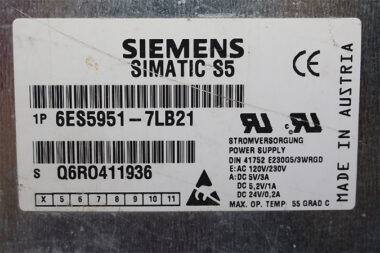 SIEMENS
SIMATIC S5
1P 6ES5951-7LB21
S Q6RO411936
X 5 6 7 8 9 10 11
STROMVERSORGUNG
POWER SUPPLY
DIN 41752 E230G5/3WRGD
E: AC 120V/230V
A: DC 5V/3A
DC 5,2V/1A
DC 24V/0,2A
MAX. OP. TEMP: 55 GRAD C
MADE IN AUSTRIA